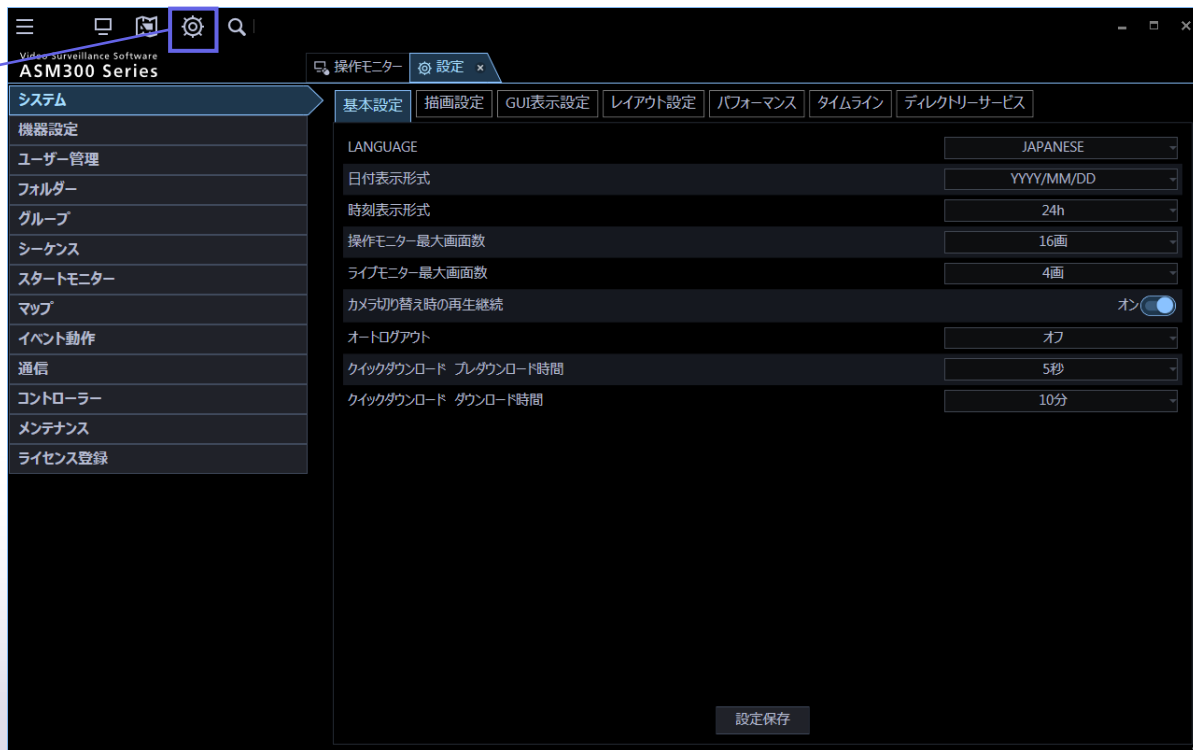 Video Surveillance Software
ASM300 Series
操作モニター
設定
システム
機器設定
ユーザー管理
フォルダー
グループ
シーケンス
スタートモニター
マップ
イベント動作
通信
コントローラー
メンテナンス
ライセンス登録
基本設定 描画設定 GUI表示設定 レイアウト設定 パフォーマンス タイムライン ディレクトリーサービス
LANGUAGE JAPANESE
日付表示形式 YYYY/MM/DD
時刻表示形式 24h
操作モニター最大画面数 16画
ライブモニター最大画面数 4画
カメラ切り替え時の再生継続 オン
オートログアウト オフ
クイックダウンロード プレダウンロード時間 5秒
クイックダウンロード ダウンロード時間 10分
設定保存